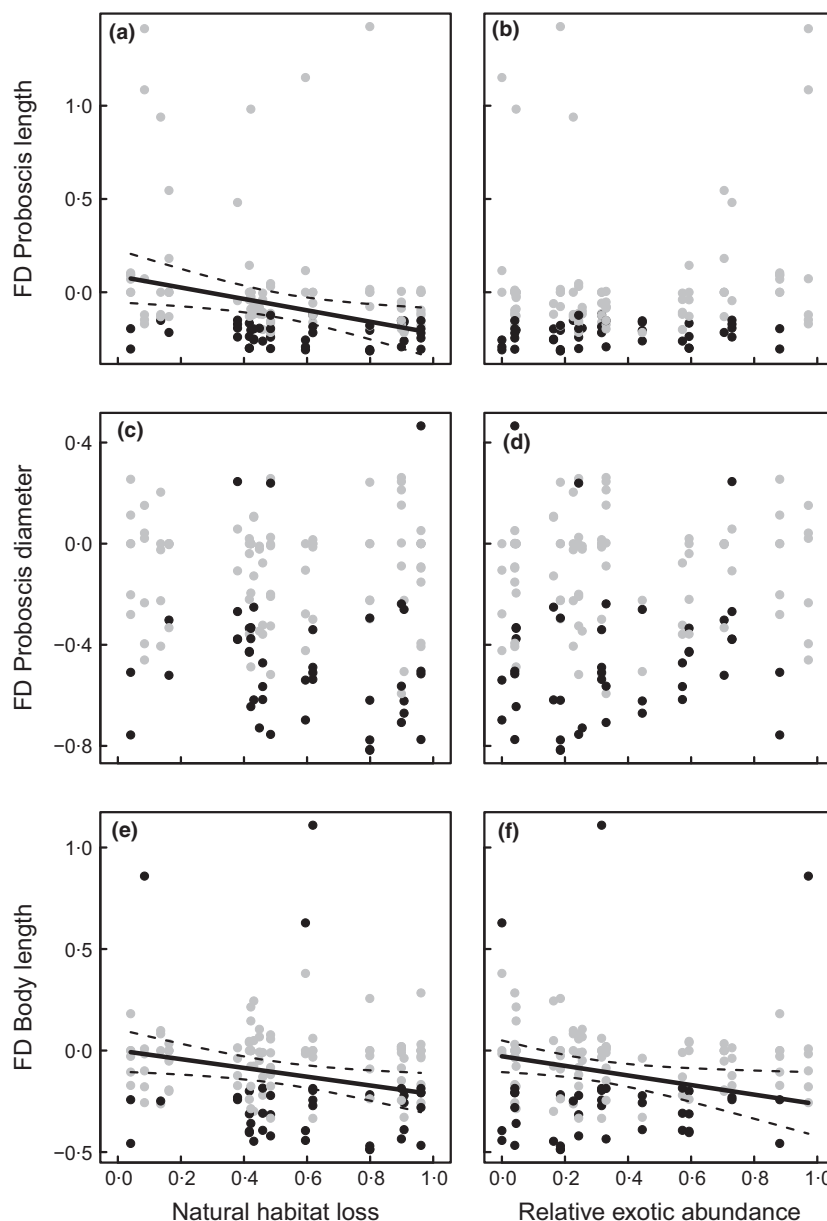 (a)
(b)
FD Proboscis length
1·0
0·5
0·0
(c)
(d)
FD Proboscis diameter
0·4
0·0
−0·4
−0·8
(e)
(f)
FD Body length
1·0
0·5
0·0
−0·5
0·0 0·2 0·4 0·6 0·8 1·0
0·0 0·2 0·4 0·6 0·8 1·0
Natural habitat loss
Relative exotic abundance